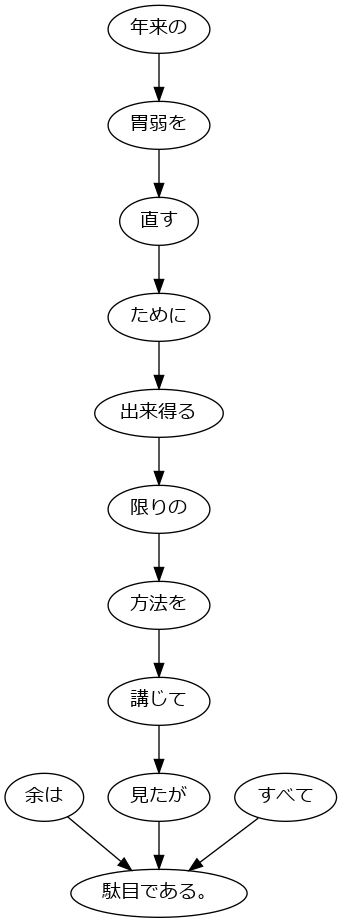 年来の
胃弱を
直す
ために
出来得る
限りの
方法を
講じて
余は
見たが
すべて
駄目である。